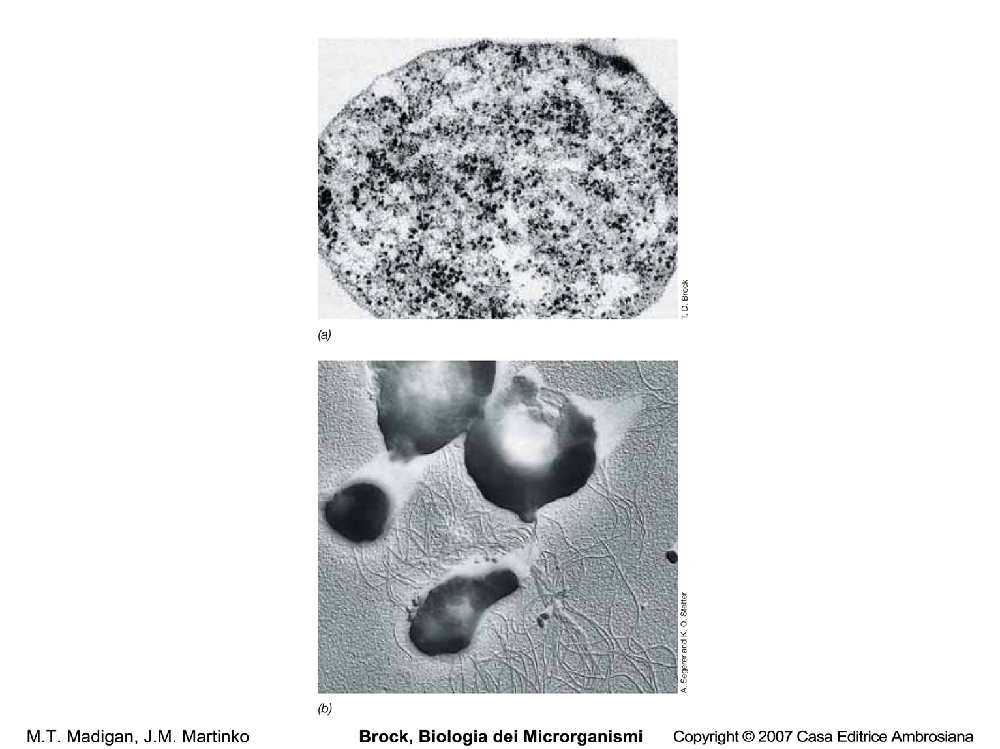 T. D. Brock
(a)
A. Segerer and K. O. Stetter
(b)
M.T. Madigan, J.M. Martinko
Brock, Biologia dei Microrganismi
Copyright © 2007 Casa Editrice Ambrosiana